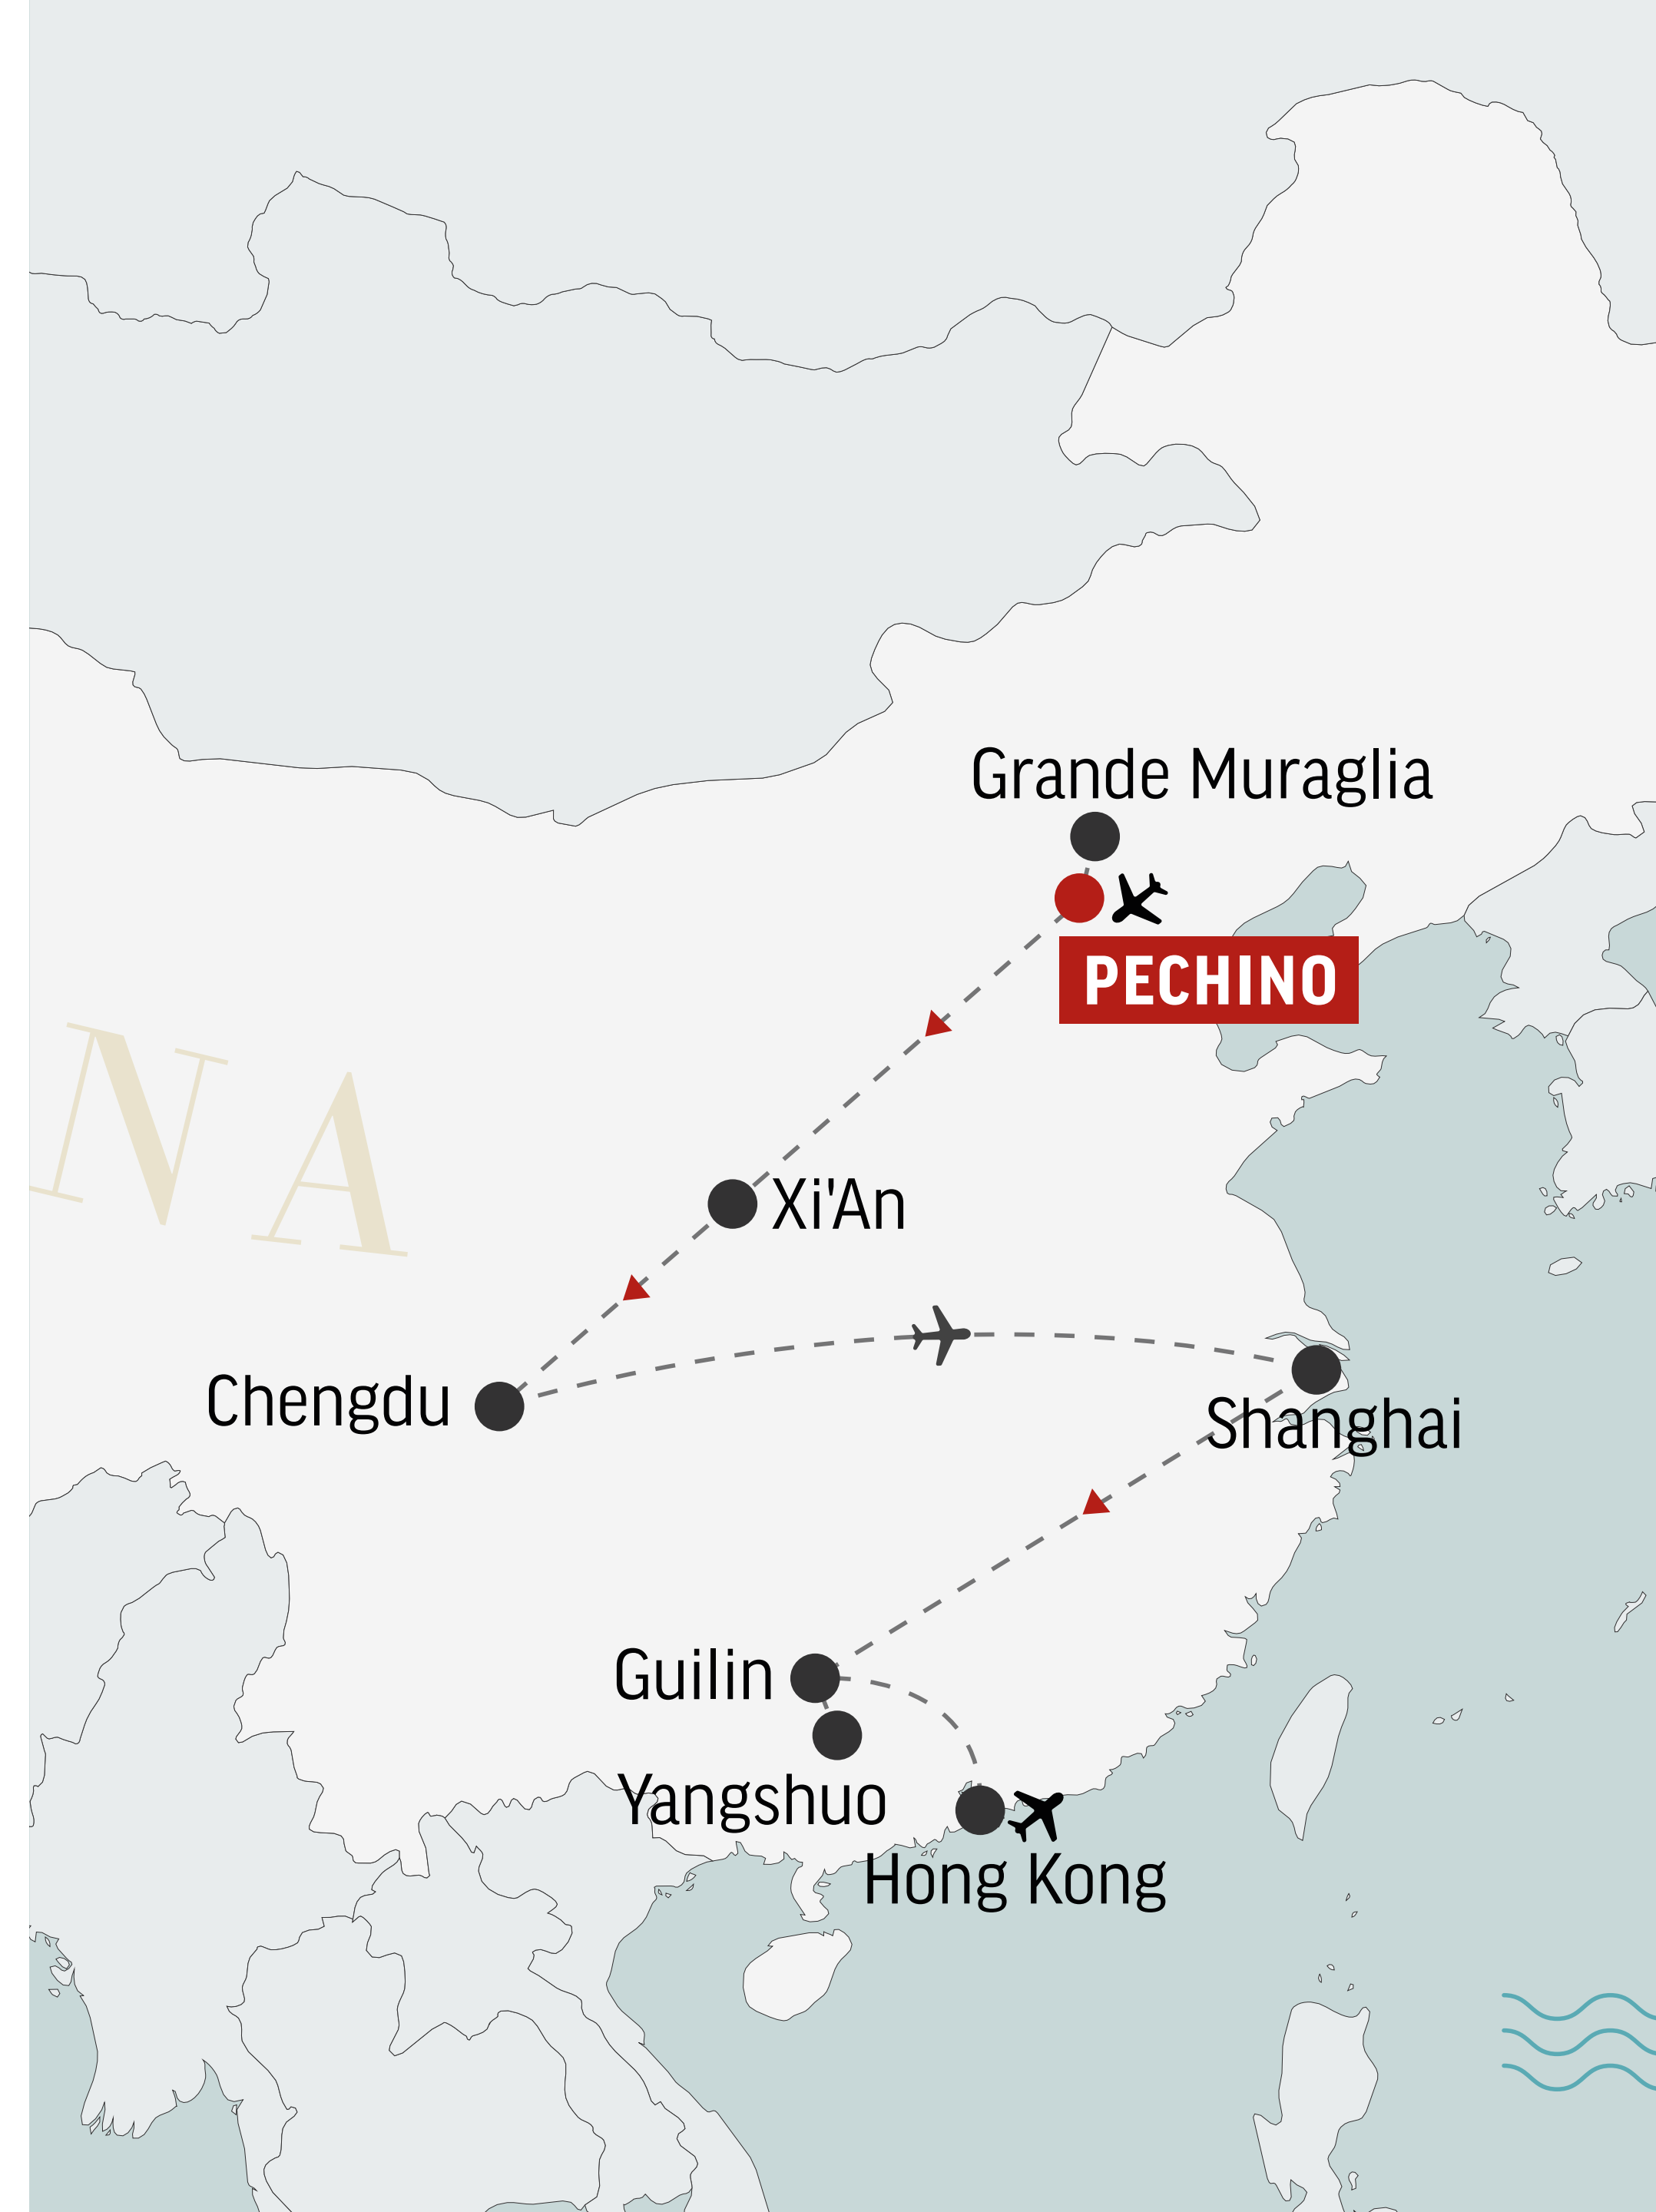 Grande Muraglia
PECHINO
NA
Xi'An
Chengdu
Shanghai
Guilin
Yangshuo
Hong Kong